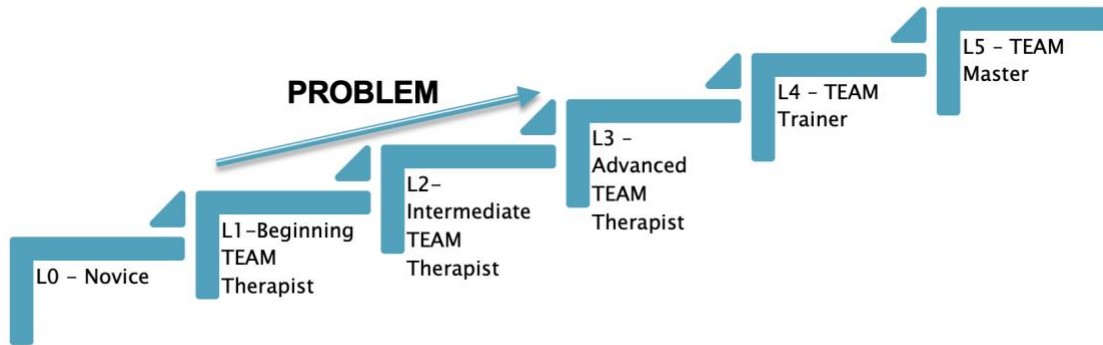 PROBLEM
L0 – Novice
L1–Beginning
TEAM
Therapist
L2–
Intermediate
TEAM
Therapist
L3 –
Advanced
TEAM
Therapist
L4 – TEAM
Trainer
L5 – TEAM
Master